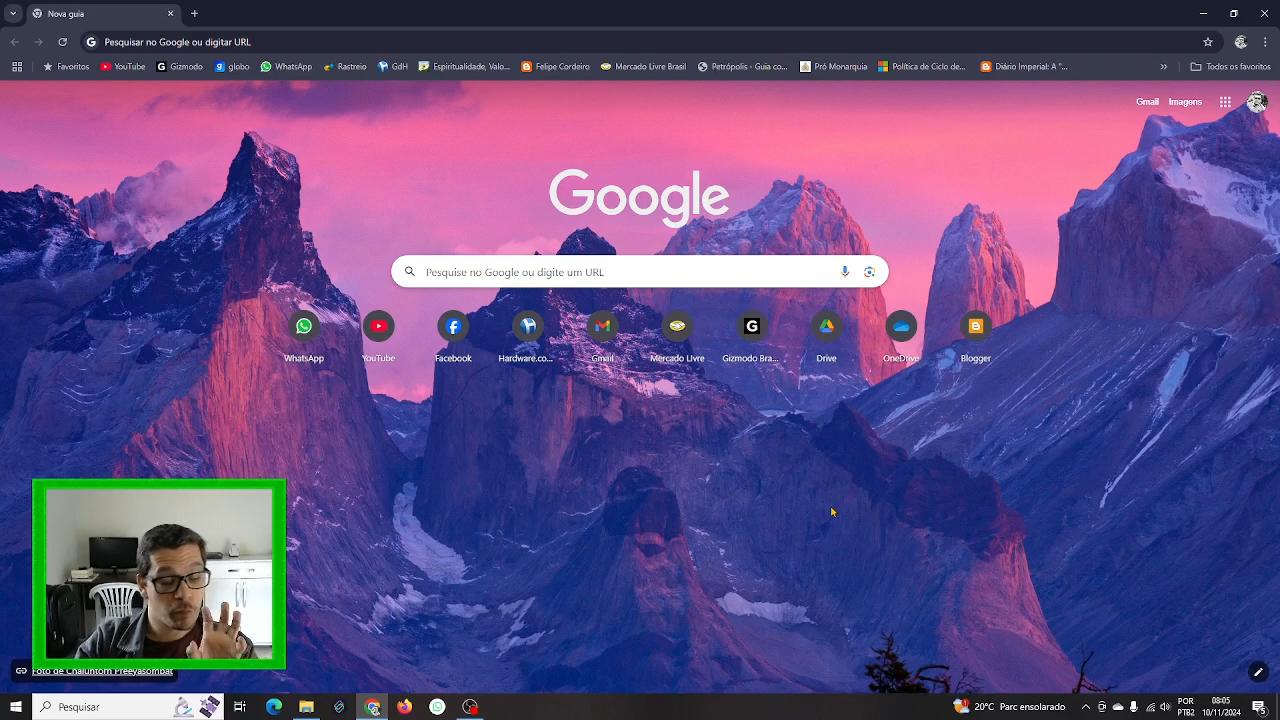 Nova guia
Pesquisar no Google ou digitar URL
Favoritos YouTube Gizmodo globo WhatsApp Rastreio GdH Espiritualidade, Valo... Felipe Cordeiro Mercado Livre Brasil Petrópolis - Guia co... Pró Monarquia Política de Ciclo de... Diário Imperial: A "... » Todos os favoritos
Gmail Imagens
Google
Pesquise no Google ou digite um URL
WhatsApp YouTube Facebook Hardware.co... Gmail Mercado Livre Gizmodo Bra... Drive OneDrive Blogger
Foto de Chaluntorn Preeyasombat
Pesquisar
20°C Parc ensolarado
POR
PTB2
08:05
10/11/2024